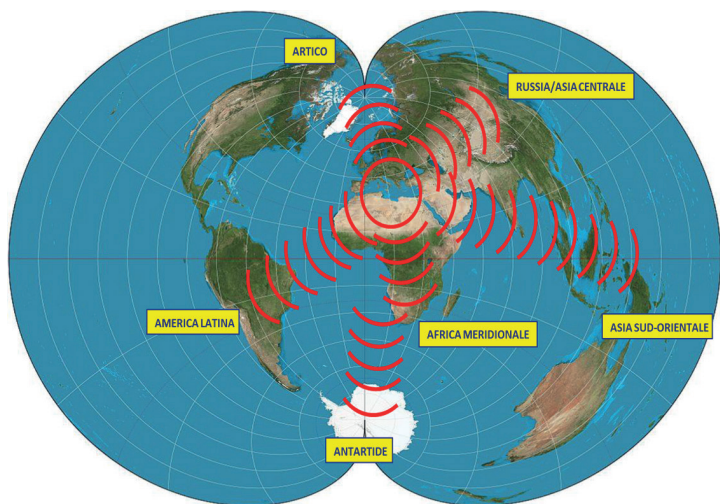 ARTICO
RUSSIA/ASIA CENTRALE
AMERICA LATINA
AFRICA MERIDIONALE
ASIA SUD-ORIENTALE
ANTARTIDE